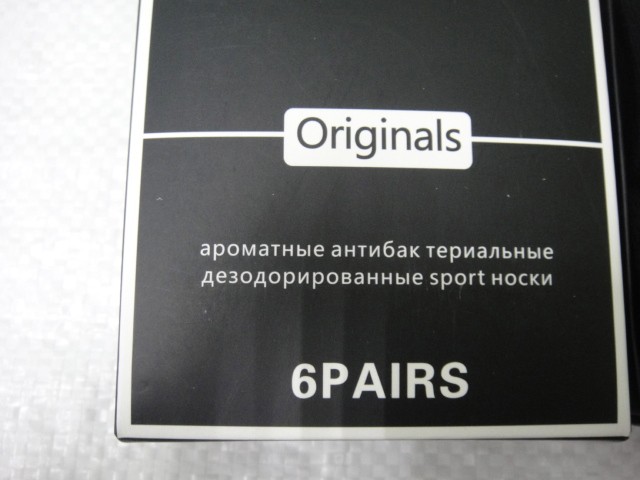 Originals
ароматные антибак териальные
дезодорированные sport носки
6PAIRS